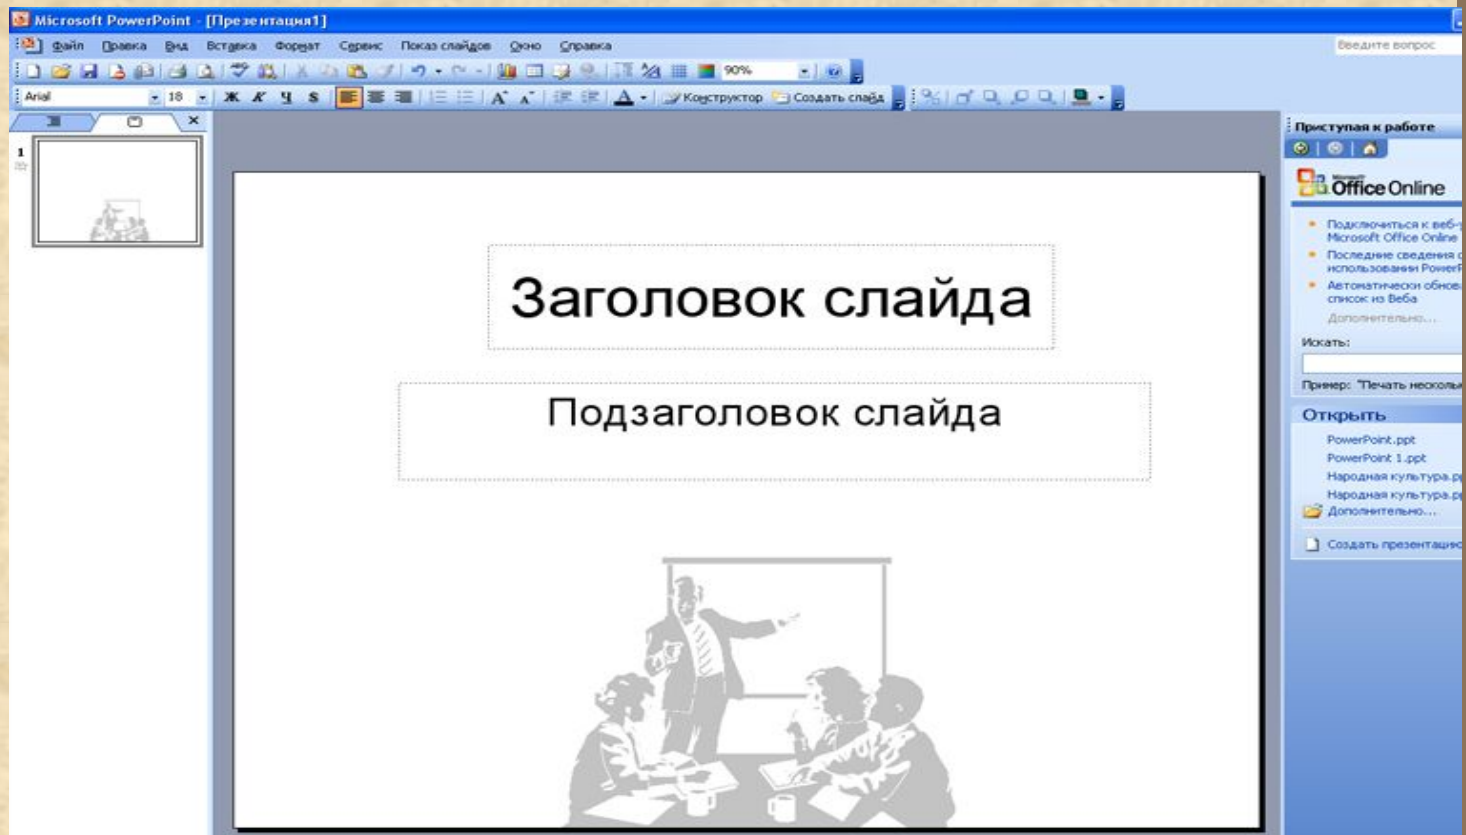 Microsoft PowerPoint - [Презентация1]
Файл Правка Вид Вставка Формат Сервис Показ слайдов Окно Справка
Введите вопрос
90%
Arial 18 Ж К Ч S Конструктор Создать слайд
1
Заголовок слайда
Подзаголовок слайда
Приступая к работе
Microsoft
Office Online
Подключиться к веб-
Microsoft Office Online
Последние сведения
использовании PowerP
Автоматически обнов
список из Веба
Дополнительно...
Искать:
Пример: "Печать нескольк
Открыть
PowerPoint.ppt
PowerPoint 1.ppt
Народная культура.p
Народная культура.p
Дополнительно...
Создать презентацию